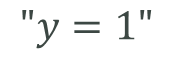 "y = 1"